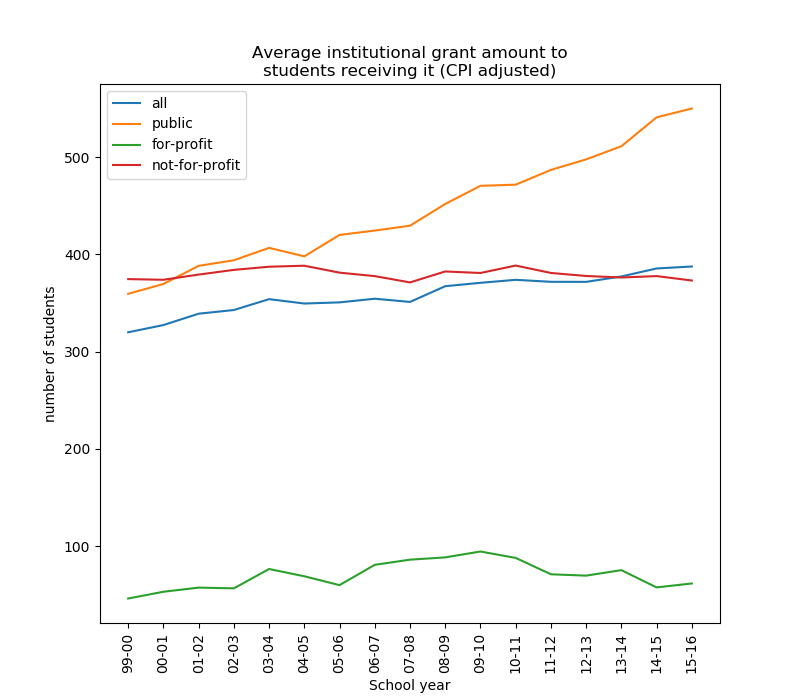 Average institutional grant amount to
students receiving it (CPI adjusted)
all
public
for-profit
not-for-profit
number of students
500
400
300
200
100
99-00
00-01
01-02
02-03
03-04
04-05
05-06
06-07
07-08
08-09
09-10
10-11
11-12
12-13
13-14
14-15
15-16
School year